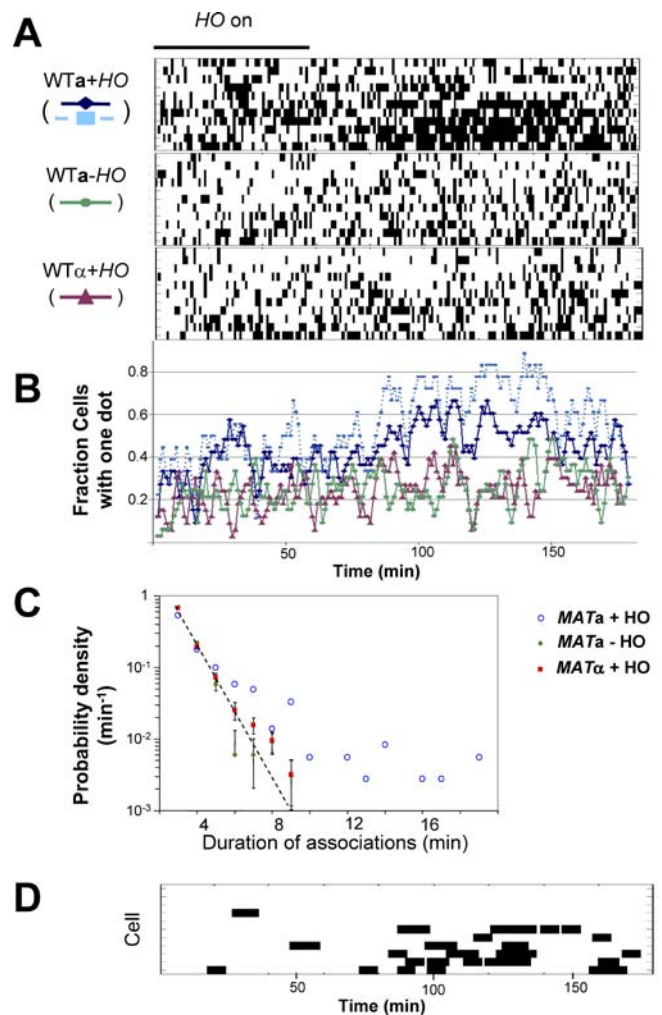 A
HO on
WTa+HO
WTa-HO
WTα+HO
B
Fraction Cells
with one dot
0.8
0.6
0.4
0.2
50
100
150
Time (min)
C
Probability density
(min⁻¹)
1
10⁻¹
10⁻²
10⁻³
4
8
12
16
Duration of associations (min)
MATa + HO
MATa - HO
MATα + HO
D
Cell
50
100
150
Time (min)